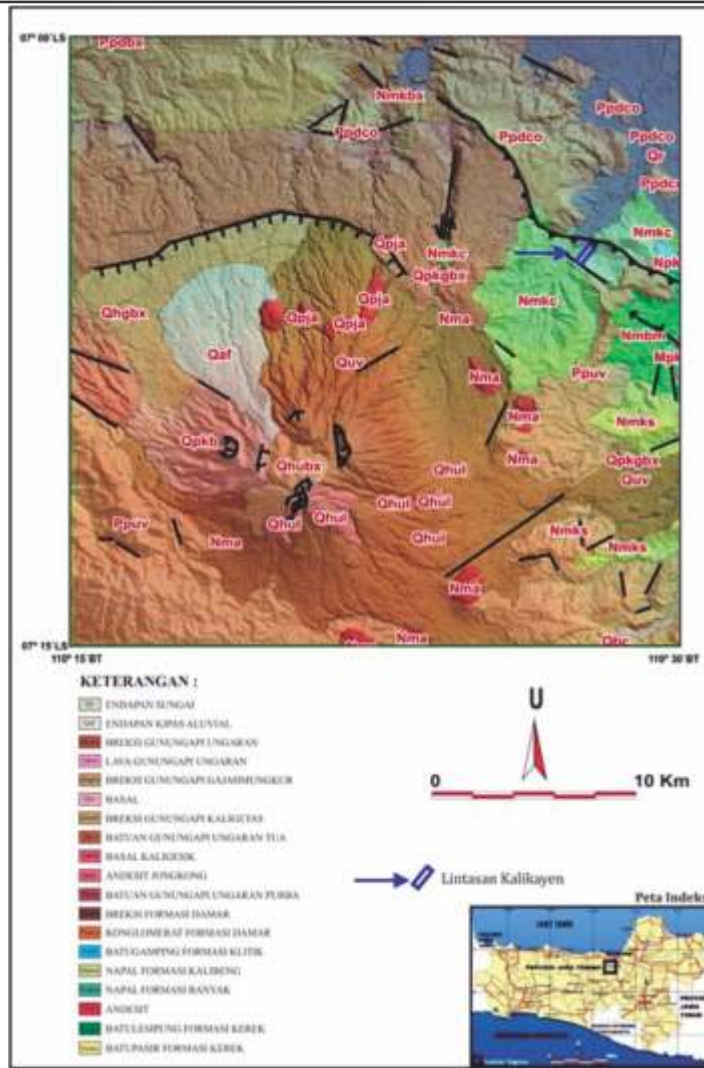 07° 00' LS
Ppdbx
Nmkbs
Ppdco
Ppdco
Ppdco
Ppdco
Qr
Nmkc
Qpja
Nmkc
Qpkgbx
Nmkc
Qhgbx
Qpja
Qpja
Qpja
Nma
Nmbm
Qaf
Quv
Nma
Ppuv
Nma
Nmks
Qpkb
Qhubx
Qhul
Nma
Qpkgbx
Quv
Qhul
Qhul
Qhul
Qhul
Qhul
Ppuv
Nma
Nmks
Nmks
Nma
Nma
07° 15' LS
110° 15' BT
110° 30' BT
KETERANGAN :
ENDAPAN SUNGAI
ENDAPAN KIPAS ALUVIAL
BREKSI GUNUNGAPI UNGARAN
LAVA GUNUNGAPI UNGARAN
BREKSI GUNUNGAPI GAJAHMUNGKUR
BASAL
BREKSI GUNUNGAPI KALIGETAS
BATUAN GUNUNGAPI UNGARAN TUA
BASAL KALIGESIK
ANDESIT JONGKONG
BATUAN GUNUNGAPI UNGARAN PURBA
BREKSI FORMASI DAMAR
KONGLOMERAT FORMASI DAMAR
BATUGAMPING FORMASI KLITIK
NAPAL FORMASI KALIBENG
NAPAL FORMASI BANYAK
ANDESIT
BATULEMPUNG FORMASI KEREK
BATUPASIR FORMASI KEREK
U
0 10 Km
Lintasan Kalikayen
Peta Indeks